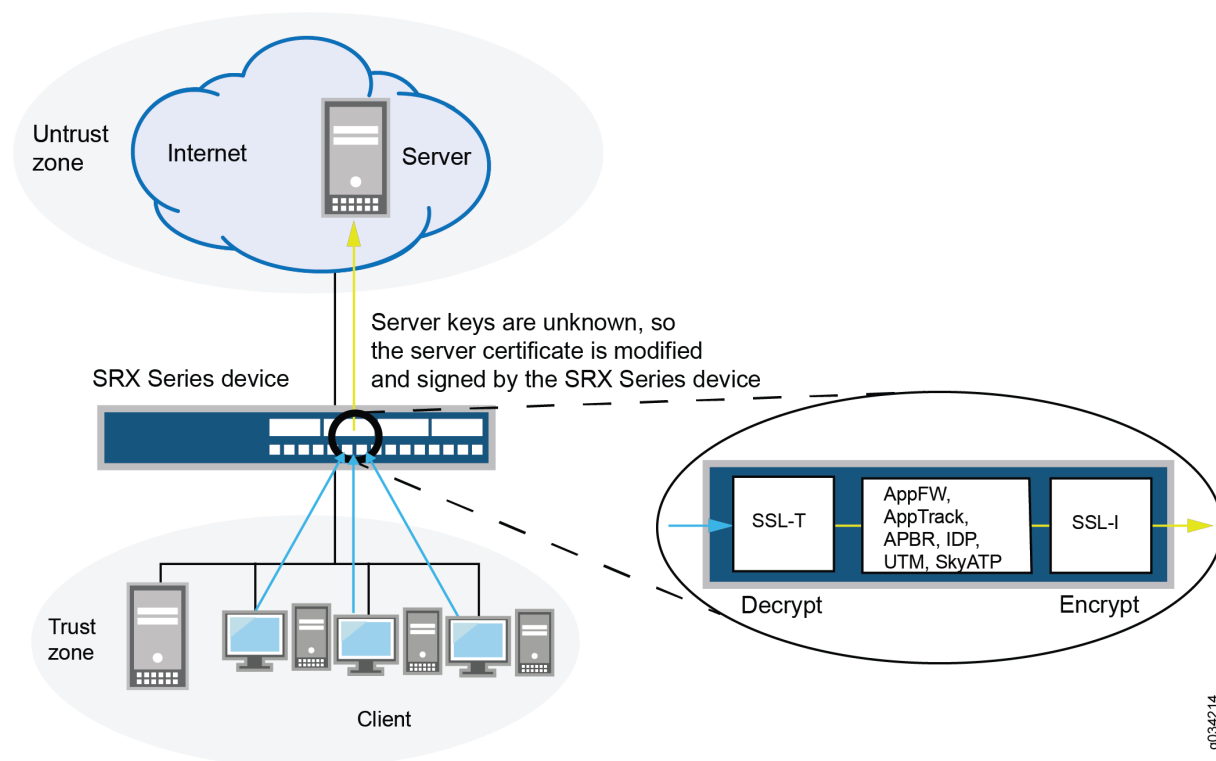 Untrust
zone
Internet
Server
Server keys are unknown, so
the server certificate is modified
and signed by the SRX Series device
SRX Series device
SSL-T
AppFW,
AppTrack,
APBR, IDP,
UTM, SkyATP
SSL-I
Decrypt
Encrypt
Trust
zone
Client
g034214